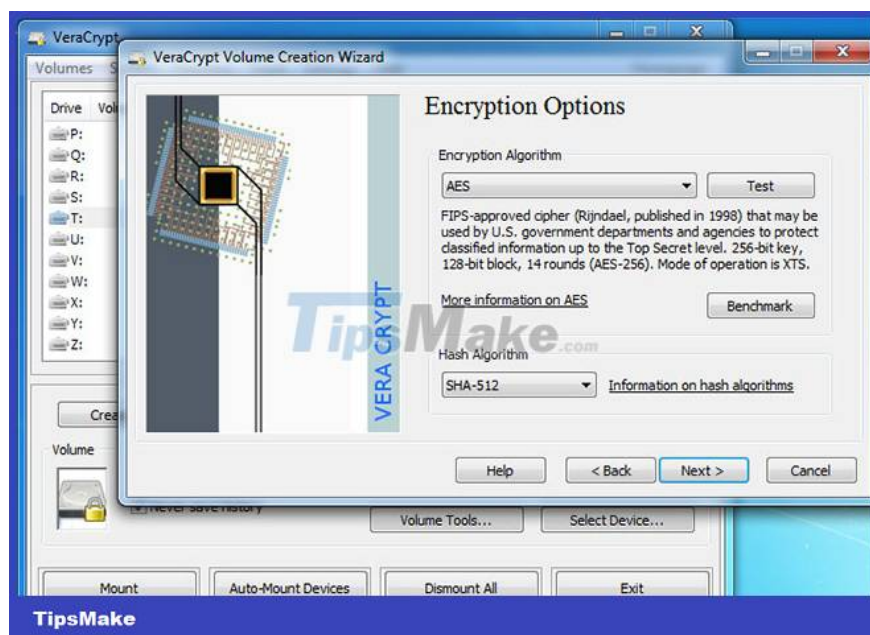 VeraCrypt
Volumes
VeraCrypt Volume Creation Wizard
Drive
P:
Q:
R:
S:
T:
U:
V:
W:
X:
Y:
Z:
VERA CRYPT
Encryption Options
Encryption Algorithm
AES
Test
FIPS-approved cipher (Rijndael, published in 1998) that may be
used by U.S. government departments and agencies to protect
classified information up to the Top Secret level. 256-bit key,
128-bit block, 14 rounds (AES-256). Mode of operation is XTS.
More information on AES
Benchmark
TipsMake.com
Hash Algorithm
SHA-512
Information on hash algorithms
Help
< Back
Next >
Cancel
Crea
Volume
Never save history
Volume Tools...
Select Device...
Mount
Auto-Mount Devices
Dismount All
Exit
TipsMake